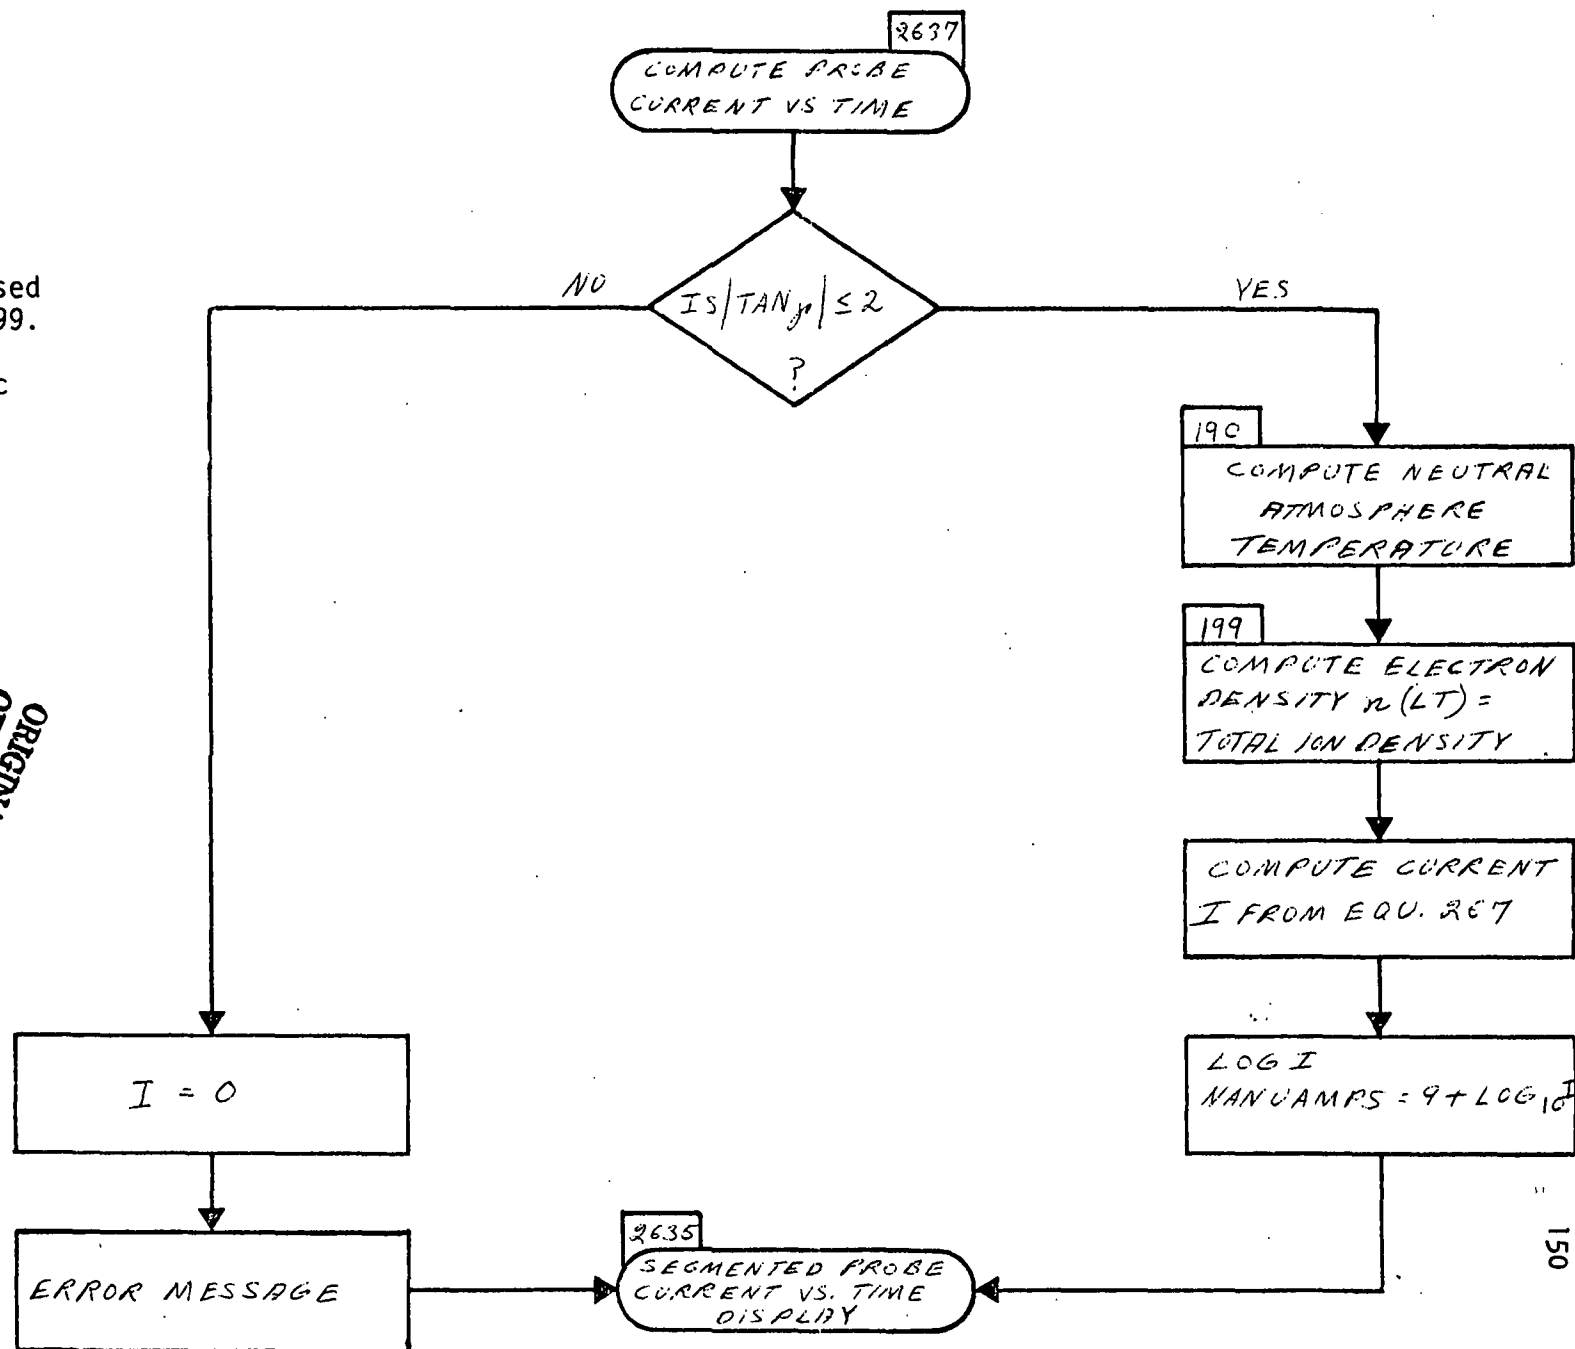 2637
COMPUTE PROBE
CURRENT VS TIME
NO
IS |TAN | ≤ 2
?
YES
sed
99.
c
190
COMPUTE NEUTRAL
ATMOSPHERE
TEMPERATURE
199
COMPUTE ELECTRON
DENSITY n(LT) =
TOTAL ION DENSITY
COMPUTE CURRENT
I FROM EQU. 267
LOG I
NANOAMPS = 9 + LOG10 I
I = 0
ERROR MESSAGE
2635
SEGMENTED PROBE
CURRENT VS. TIME
DISPLAY
150